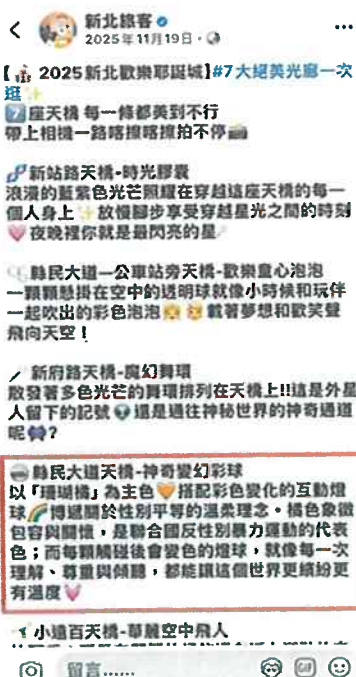 新北旅客
2025年11月19日
【🎄2025新北歡樂耶誕城】#7大絕美光廊一次
逛✨
7️⃣座天橋 每一條都美到不行
帶上相機一路喀擦喀擦拍不停📸
🔗新站路天橋-時光膠囊
浪漫的藍紫色光芒照耀在穿越這座天橋的每一
個人身上✨放慢腳步享受穿越星光之間的時刻
💗夜晚裡你就是最閃亮的星
縣民大道—公車站旁天橋-歡樂童心泡泡
一顆顆懸掛在空中的透明球就像小時候和玩伴
一起吹出的彩色泡泡 載著夢想和歡笑聲
飛向天空！
新府路天橋-魔幻舞環
散發著多色光芒的舞環排列在天橋上!!這是外星
人留下的記號👽還是通往神秘世界的神奇通道
呢?
縣民大道天橋-神奇變幻彩球
以「珊瑚橘」為主色🧡搭配彩色變化的互動燈
球🌈傳遞關於性別平等的溫柔理念。橘色象徵
包容與關懷，是聯合國反性別暴力運動的代表
色；而每顆觸碰後會變色的燈球，就像每一次
理解、尊重與傾聽，都能讓這個世界更繽紛更
有溫度💗
小遠百天橋-華麗空中飛人
留言......
GIF